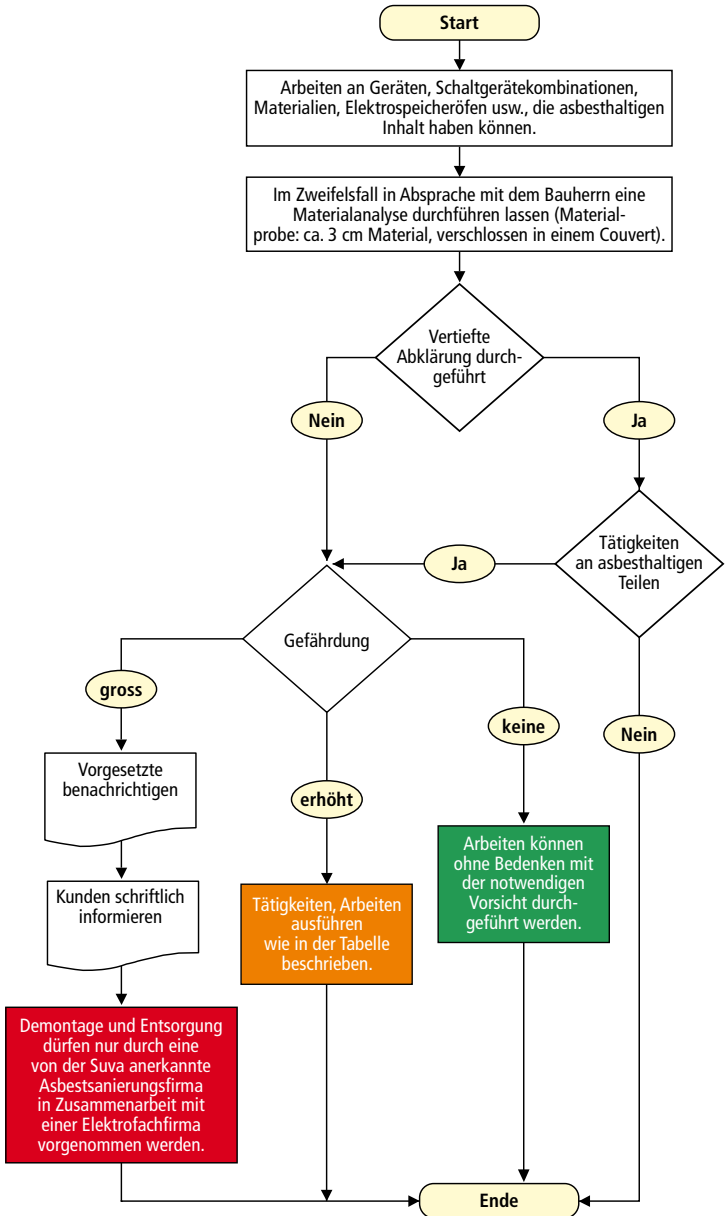 Start
Arbeiten an Geräten, Schaltgerätekombinationen,
Materialien, Elektrospeicheröfen usw., die asbesthaltigen
Inhalt haben können.
Im Zweifelsfall in Absprache mit dem Bauherrn eine
Materialanalyse durchführen lassen (Material-
probe: ca. 3 cm Material, verschlossen in einem Couvert).
Vertiefte
Abklärung durch-
geführt
Nein
Ja
Tätigkeiten
an asbesthaltigen
Teilen
Ja
Gefährdung
gross
keine
Nein
Vorgesetzte
benachrichtigen
erhöht
Arbeiten können
ohne Bedenken mit
der notwendigen
Vorsicht durch-
geführt werden.
Kunden schriftlich
informieren
Tätigkeiten, Arbeiten
ausführen
wie in der Tabelle
beschrieben.
Demontage und Entsorgung
dürfen nur durch eine
von der Suva anerkannte
Asbestsanierungsfirma
in Zusammenarbeit mit
einer Elektrofachfirma
vorgenommen werden.
Ende